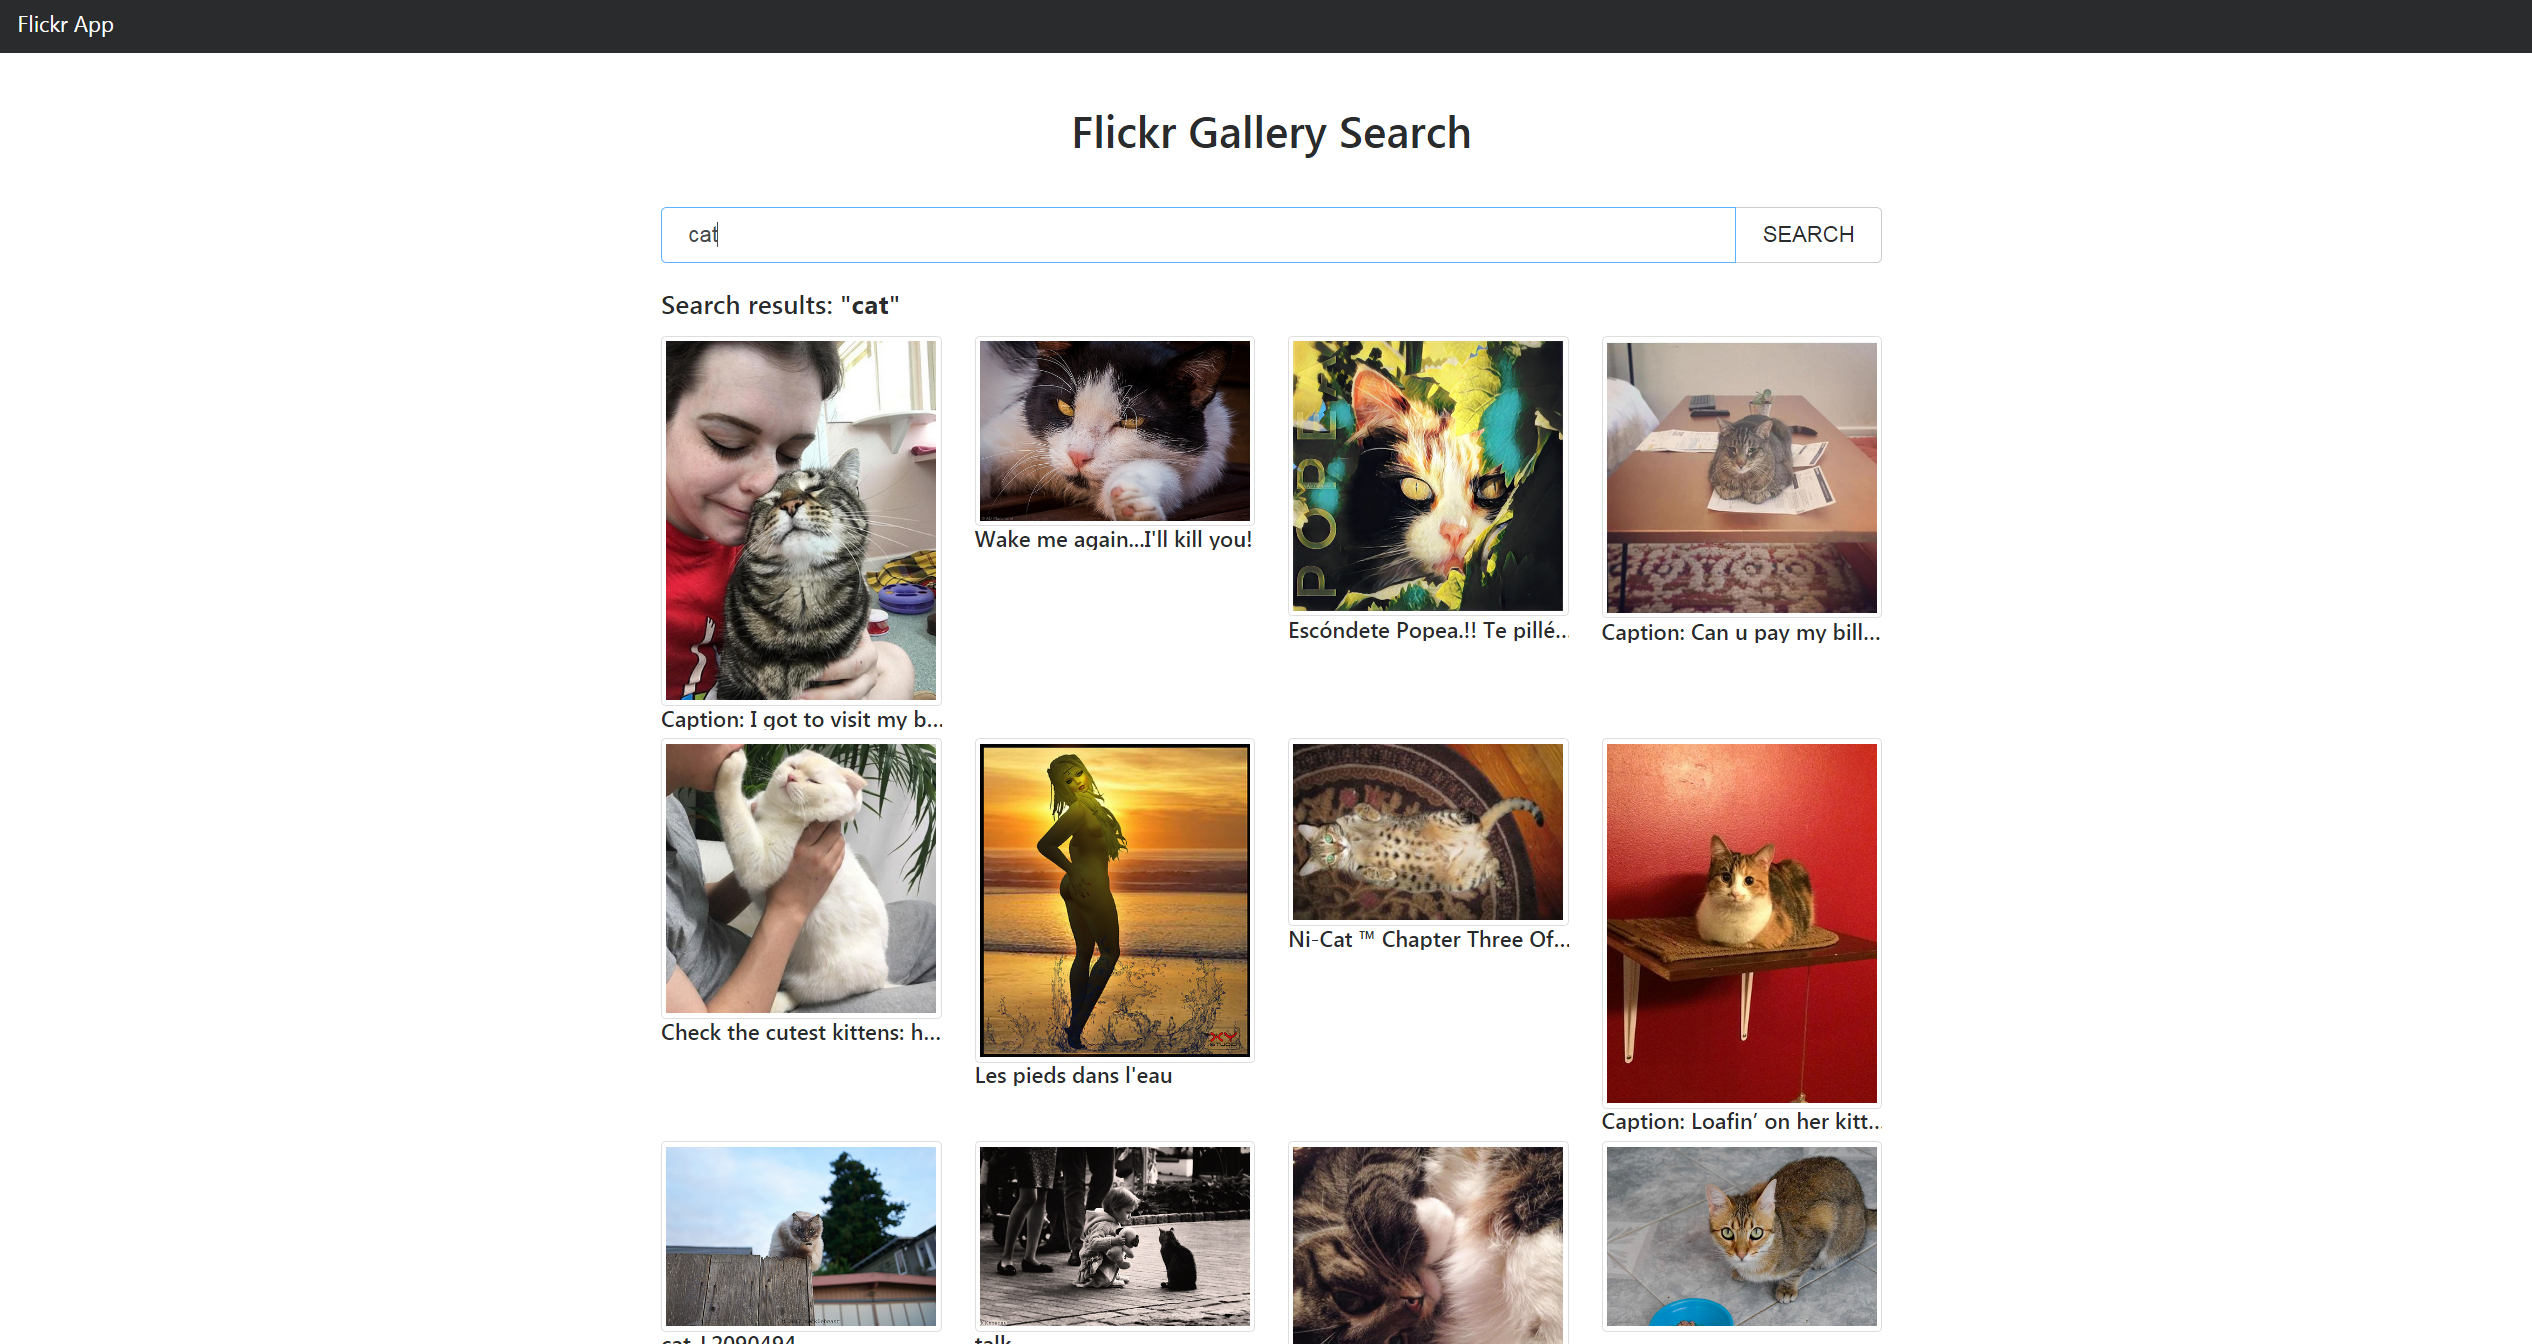 Flickr App
Flickr Gallery Search
cat
SEARCH
Search results: "cat"
POPEA
Caption: I got to visit my b...
Wake me again...I'll kill you!
Escóndete Popea.!! Te pillé...
Caption: Can u pay my bill...
XY
STUDIO
Check the cutest kittens: h...
Les pieds dans l'eau
Ni-Cat ™ Chapter Three Of...
Caption: Loafin’ on her kitt...
cat-L2090494
talk